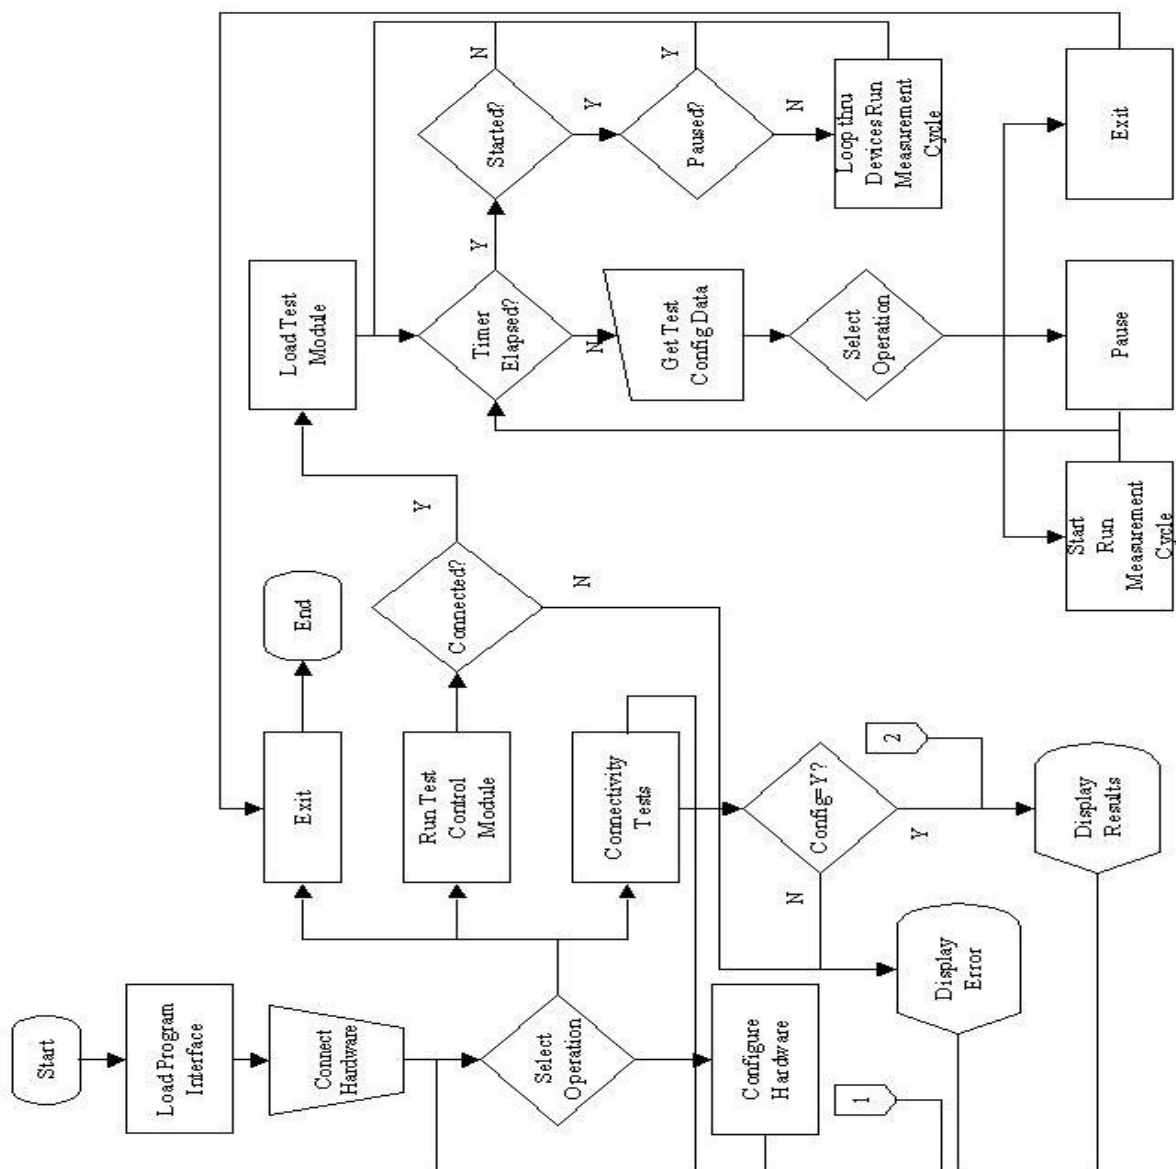 Start
Load Program
Interface
Connect
Hardware
Select
Operation
Configure
Hardware
1
Exit
End
Run Test
Control
Module
Connected?
Y
N
Connectivity
Tests
Config=Y?
N
Y
2
Display
Error
Display
Results
Load Test
Module
Timer
Elapsed?
Y
N
Started?
N
Y
Paused?
Y
N
Loop thru
Devices Run
Measurement
Cycle
Get Test
Config Data
Select
Operation
Start
Run
Measurement
Cycle
Pause
Exit